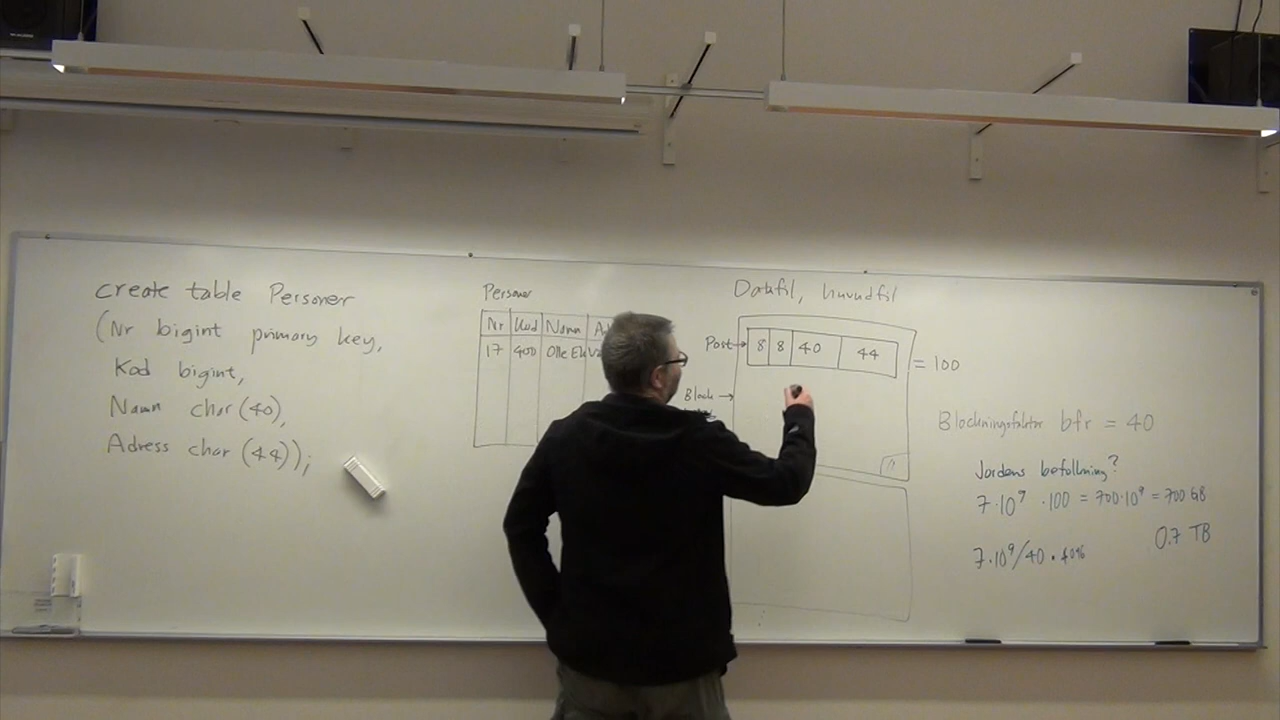 create table Personer
(Nr bigint primary key,
Kod bigint,
Namn char(40),
Adress char(44));
Personer
Nr Kod Namn
17 400 Olle
Datafil, huvudfil
Post → 8 8 40 44 = 100
Block →
Blockningsfaktor bfr = 40
Jordens befolkning?
7·10⁹ ·100 = 700·10⁹ = 700 GB
0.7 TB
7·10⁹/40 · 4096